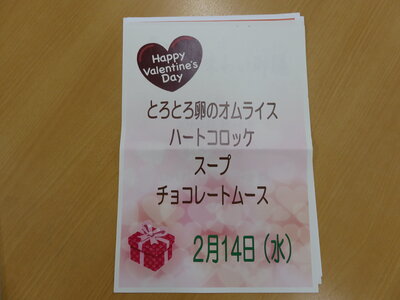 Happy
Valentine's
Day
とろとろ卵のオムライス
ハートコロッケ
スープ
チョコレートムース
2月14日（水）